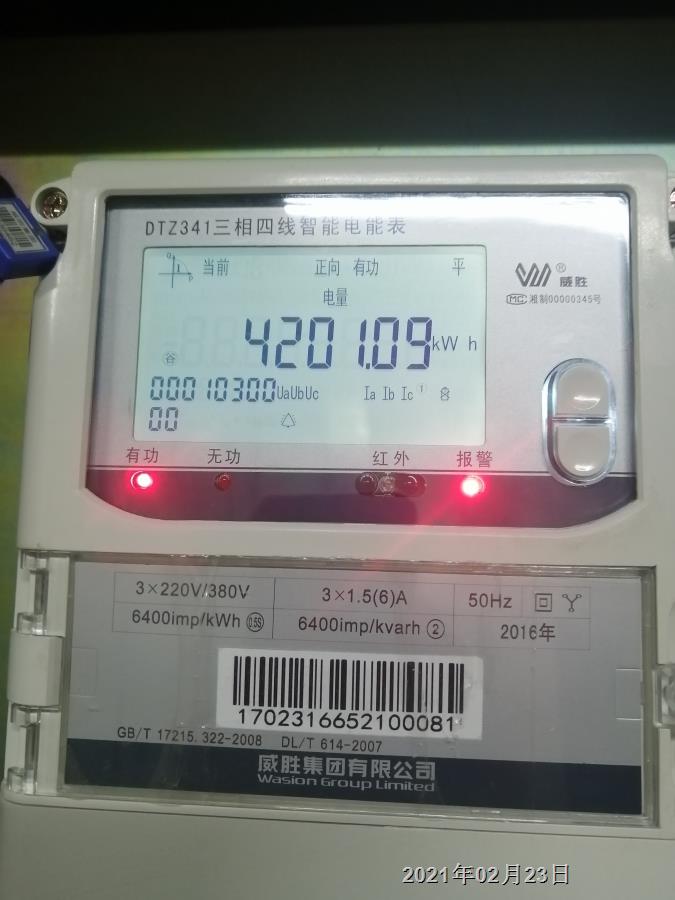 DTZ341三相四线智能电能表
当前 正向 有功 平
电量
4201.09kWh
谷
00010300UaUbUc Ia Ib Ic ①
00
威胜®
MC 湘制00000345号
有功 无功 红外 报警
3×220V/380V 3×1.5(6)A 50Hz
6400imp/kWh 0.5S 6400imp/kvarh 2 2016年
1702316652100081
GB/T 17215.322-2008 DL/T 614-2007
威胜集团有限公司
Wasion Group Limited
2021年02月23日